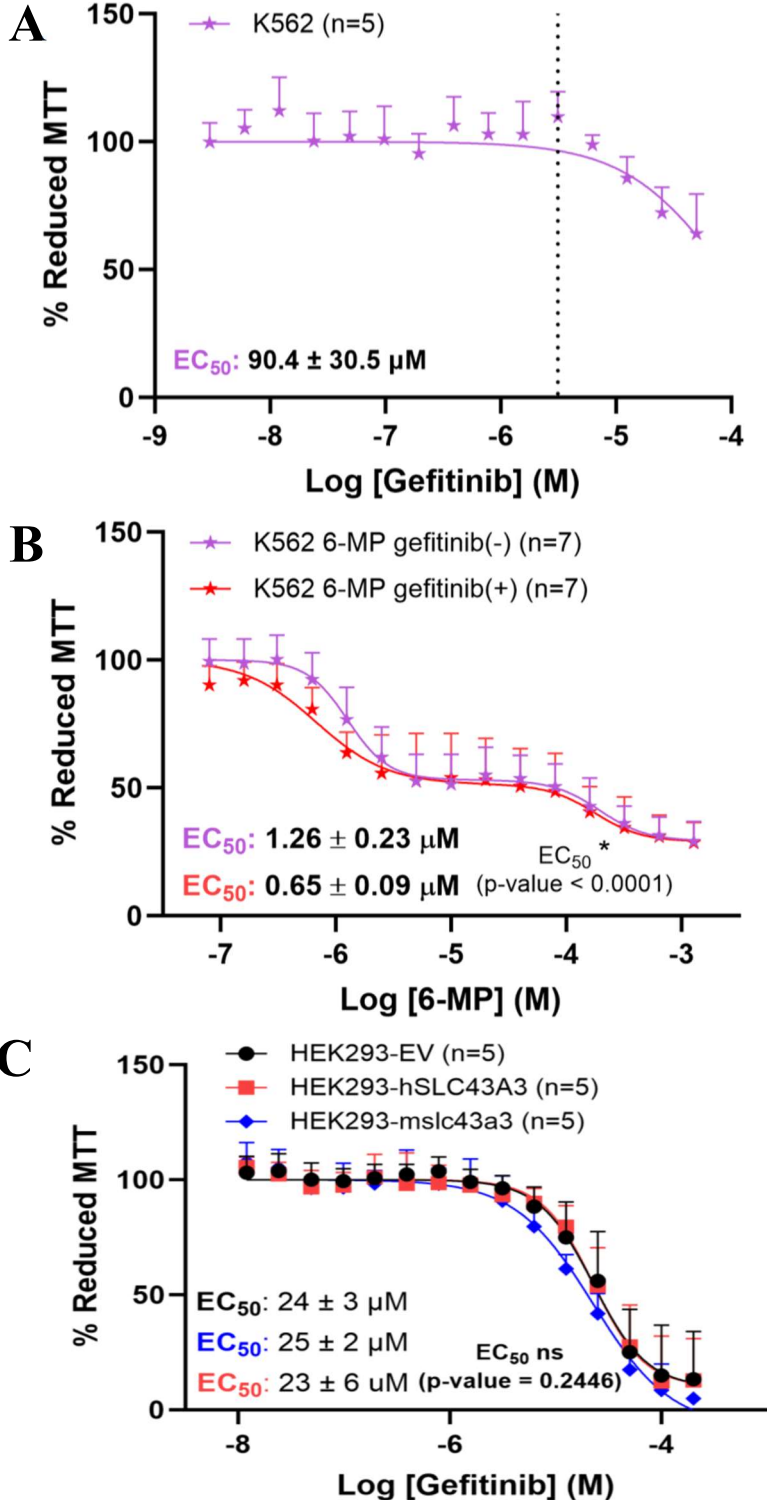 A
150
K562 (n=5)
100
50
0
% Reduced MTT
EC50: 90.4 ± 30.5 µM
-9 -8 -7 -6 -5 -4
Log [Gefitinib] (M)
B
150
K562 6-MP gefitinib(-) (n=7)
K562 6-MP gefitinib(+) (n=7)
100
50
0
% Reduced MTT
EC50: 1.26 ± 0.23 µM
EC50 *
EC50: 0.65 ± 0.09 µM (p-value < 0.0001)
-7 -6 -5 -4 -3
Log [6-MP] (M)
C
HEK293-EV (n=5)
150
HEK293-hSLC43A3 (n=5)
HEK293-mslc43a3 (n=5)
100
50
0
% Reduced MTT
EC50: 24 ± 3 µM
EC50: 25 ± 2 µM
EC50 ns
EC50: 23 ± 6 uM (p-value = 0.2446)
-8 -6 -4
Log [Gefitinib] (M)